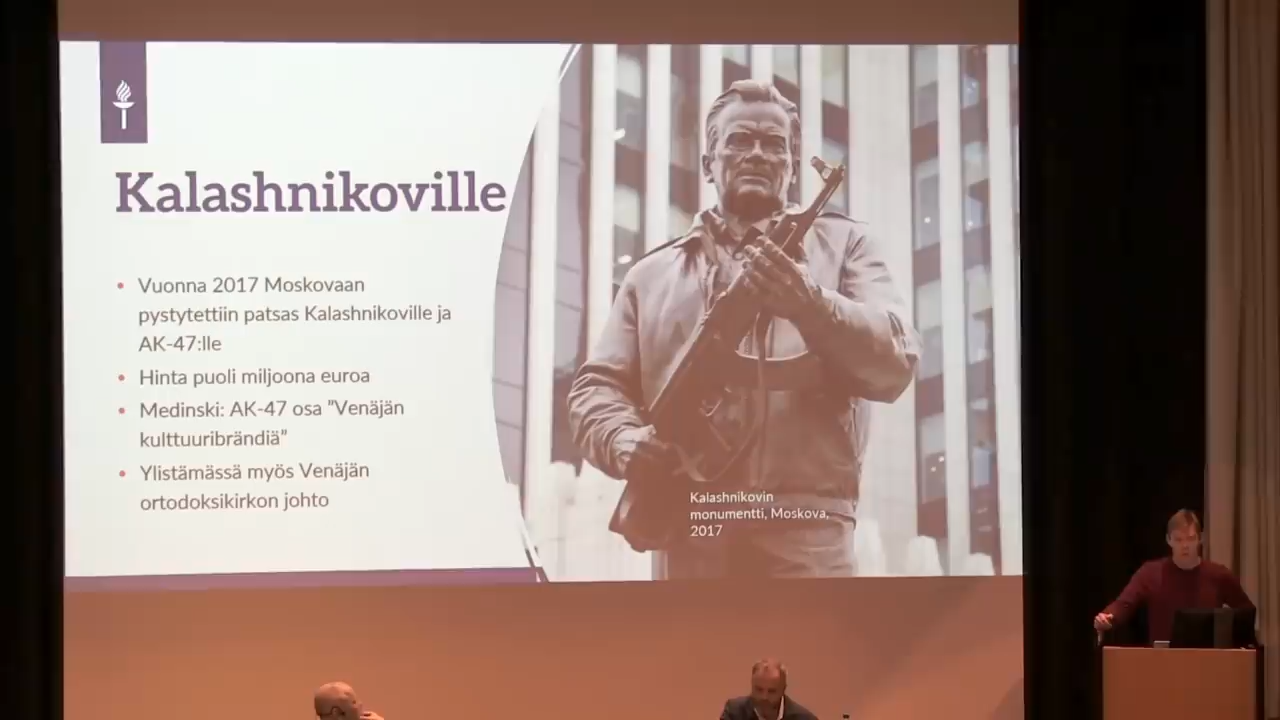 Kalashnikoville
• Vuonna 2017 Moskovaan
pystytettiin patsas Kalashnikoville ja
AK-47:lle
• Hinta puoli miljoona euroa
• Medinski: AK-47 osa "Venäjän
kulttuuribrändiä"
• Ylistämässä myös Venäjän
ortodoksikirkon johto
Kalashnikovin
monumentti, Moskova,
2017